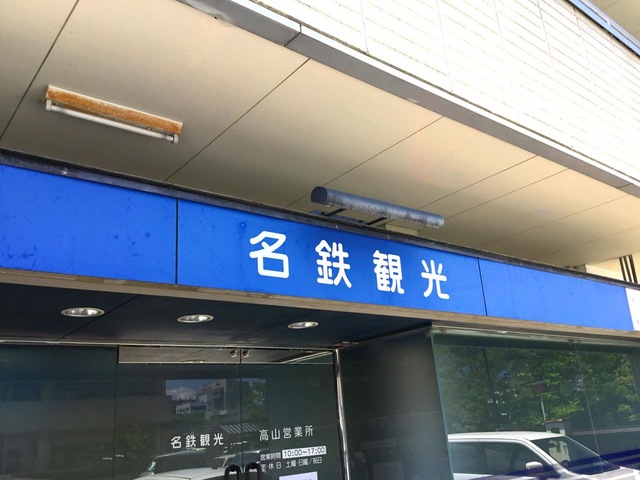 名鉄観光
名鉄観光 高山営業所
営業時間 10:00~17:00
定休日 土曜・日曜/祝日